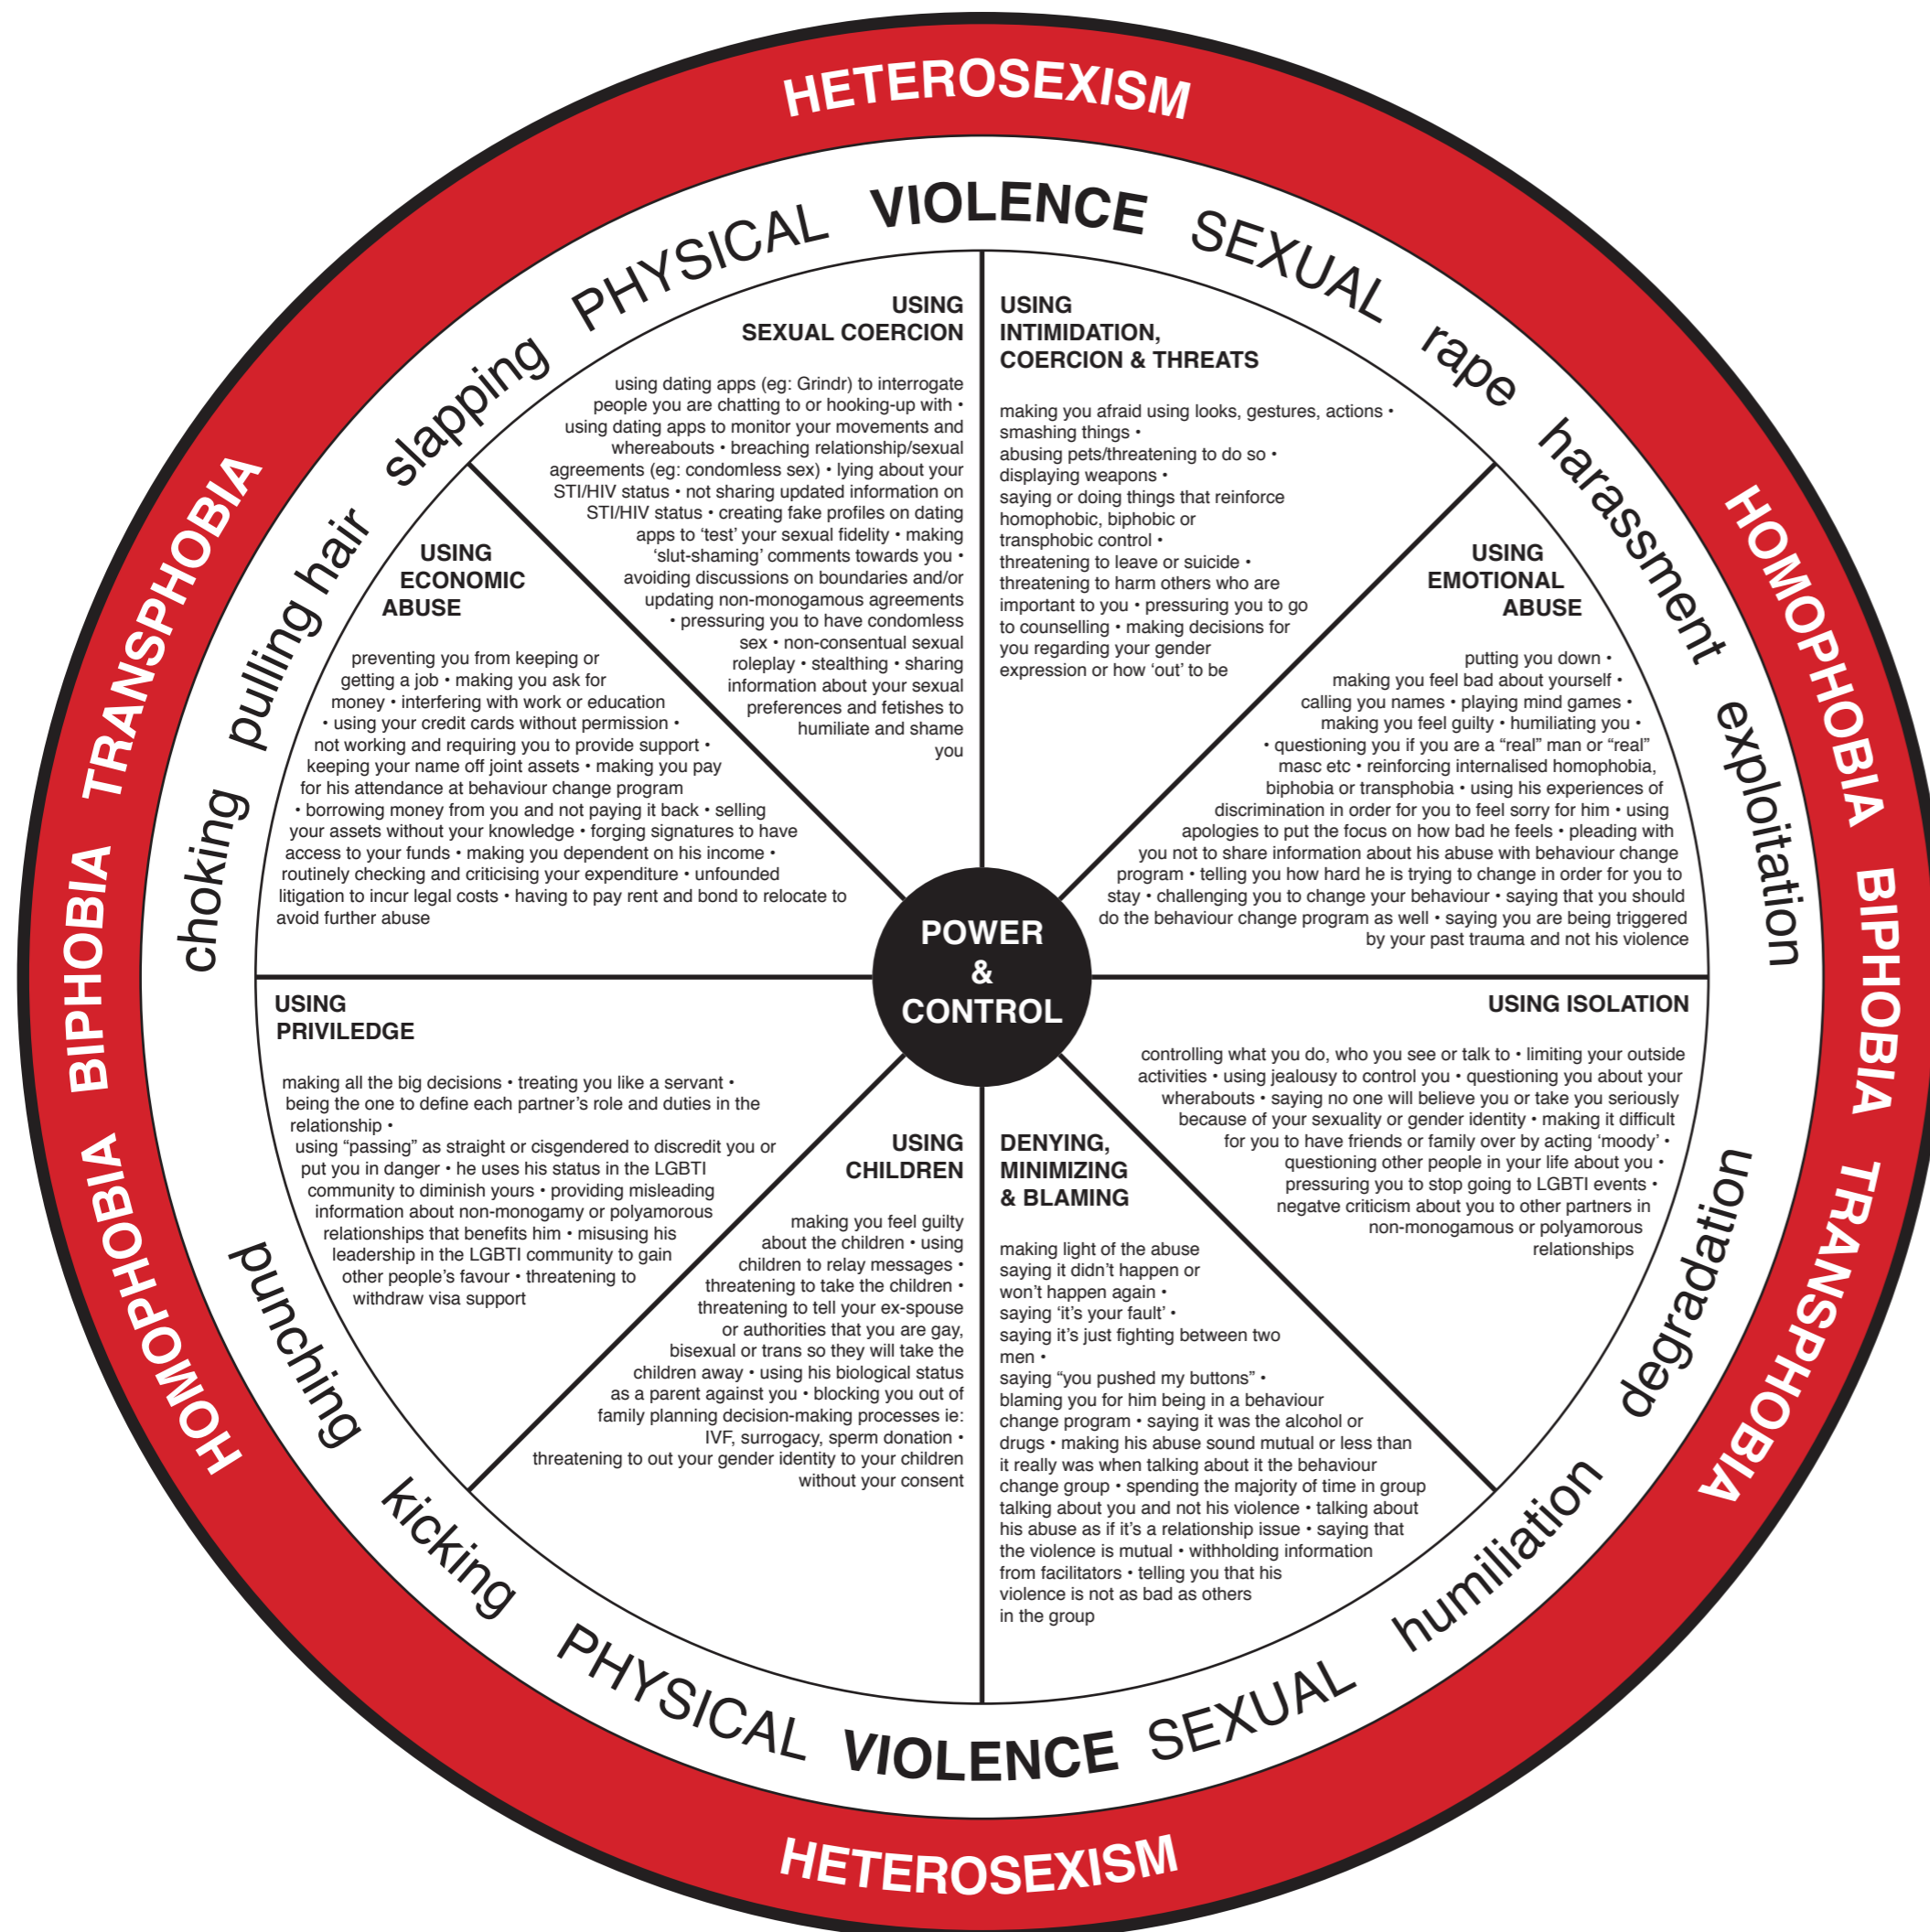 HETEROSEXISM
HOMOPHOBIA
BIPHOBIA
TRANSPHOBIA
HETEROSEXISM
HOMOPHOBIA
BIPHOBIA
TRANSPHOBIA
PHYSICAL VIOLENCE SEXUAL
rape
harassment
exploitation
degradation
humiliation
PHYSICAL VIOLENCE SEXUAL
kicking
punching
choking
pulling hair
slapping
POWER
&
CONTROL
USING
SEXUAL COERCION
using dating apps (eg: Grindr) to interrogate
people you are chatting to or hooking-up with •
using dating apps to monitor your movements and
whereabouts • breaching relationship/sexual
agreements (eg: condomless sex) • lying about your
STI/HIV status • not sharing updated information on
STI/HIV status • creating fake profiles on dating
apps to ‘test’ your sexual fidelity • making
‘slut-shaming’ comments towards you •
avoiding discussions on boundaries and/or
updating non-monogamous agreements
• pressuring you to have condomless
sex • non-consentual sexual
roleplay • stealthing • sharing
information about your sexual
preferences and fetishes to
humiliate and shame
you
USING
INTIMIDATION,
COERCION & THREATS
making you afraid using looks, gestures, actions •
smashing things •
abusing pets/threatening to do so •
displaying weapons •
saying or doing things that reinforce
homophobic, biphobic or
transphobic control •
threatening to leave or suicide •
threatening to harm others who are
important to you • pressuring you to go
to counselling • making decisions for
you regarding your gender
expression or how ‘out’ to be
USING
EMOTIONAL
ABUSE
putting you down •
making you feel bad about yourself •
calling you names • playing mind games •
making you feel guilty • humiliating you •
• questioning you if you are a “real” man or “real”
masc etc • reinforcing internalised homophobia,
biphobia or transphobia • using his experiences of
discrimination in order for you to feel sorry for him • using
apologies to put the focus on how bad he feels • pleading with
you not to share information about his abuse with behaviour change
program • telling you how hard he is trying to change in order for you to
stay • challenging you to change your behaviour • saying that you should
do the behaviour change program as well • saying you are being triggered
by your past trauma and not his violence
USING ISOLATION
controlling what you do, who you see or talk to • limiting your outside
activities • using jealousy to control you • questioning you about your
wherabouts • saying no one will believe you or take you seriously
because of your sexuality or gender identity • making it difficult
for you to have friends or family over by acting ‘moody’ •
questioning other people in your life about you •
pressuring you to stop going to LGBTI events •
negatve criticism about you to other partners in
non-monogamous or polyamorous
relationships
DENYING,
MINIMIZING
& BLAMING
making light of the abuse
saying it didn’t happen or
won’t happen again •
saying ‘it’s your fault’ •
saying it’s just fighting between two
men •
saying “you pushed my buttons” •
blaming you for him being in a behaviour
change program • saying it was the alcohol or
drugs • making his abuse sound mutual or less than
it really was when talking about it the behaviour
change group • spending the majority of time in group
talking about you and not his violence • talking about
his abuse as if it’s a relationship issue • saying that
the violence is mutual • withholding information
from facilitators • telling you that his
violence is not as bad as others
in the group
USING
CHILDREN
making you feel guilty
about the children • using
children to relay messages •
threatening to take the children •
threatening to tell your ex-spouse
or authorities that you are gay,
bisexual or trans so they will take the
children away • using his biological status
as a parent against you • blocking you out of
family planning decision-making processes ie:
IVF, surrogacy, sperm donation •
threatening to out your gender identity to your children
without your consent
USING
PRIVILEDGE
making all the big decisions • treating you like a servant •
being the one to define each partner’s role and duties in the
relationship •
using “passing” as straight or cisgendered to discredit you or
put you in danger • he uses his status in the LGBTI
community to diminish yours • providing misleading
information about non-monogamy or polyamorous
relationships that benefits him • misusing his
leadership in the LGBTI community to gain
other people’s favour • threatening to
withdraw visa support
USING
ECONOMIC
ABUSE
preventing you from keeping or
getting a job • making you ask for
money • interfering with work or education
• using your credit cards without permission •
not working and requiring you to provide support •
keeping your name off joint assets • making you pay
for his attendance at behaviour change program
• borrowing money from you and not paying it back • selling
your assets without your knowledge • forging signatures to have
access to your funds • making you dependent on his income •
routinely checking and criticising your expenditure • unfounded
litigation to incur legal costs • having to pay rent and bond to relocate to
avoid further abuse